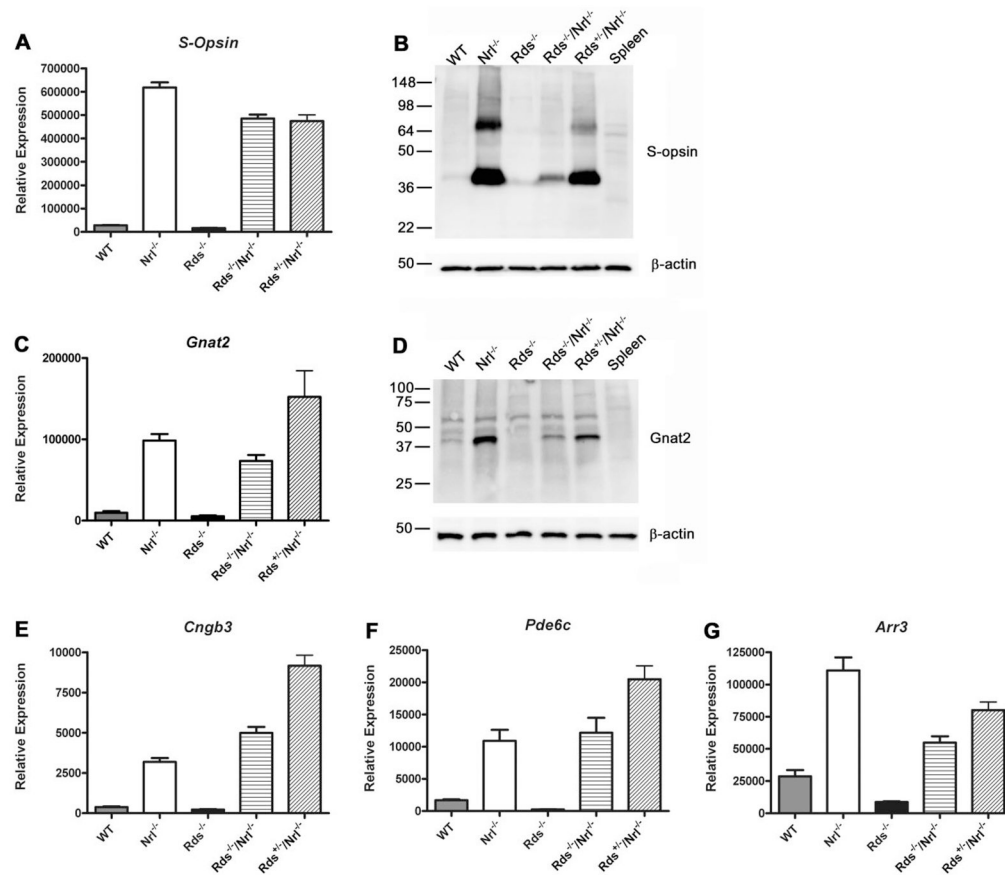 A
S-Opsin
Relative Expression
700000
600000
500000
400000
300000
200000
100000
0
WT
Nrl-/-
Rds-/-
Rds-/-/Nrl-/-
Rds+/-/Nrl-/-
B
WT
Nrl-/-
Rds-/-
Rds-/-/Nrl-/-
Rds+/-/Nrl-/-
Spleen
148
98
64
50
36
22
S-opsin
50
β-actin
C
Gnat2
Relative Expression
200000
100000
0
WT
Nrl-/-
Rds-/-
Rds-/-/Nrl-/-
Rds+/-/Nrl-/-
D
WT
Nrl-/-
Rds-/-
Rds-/-/Nrl-/-
Rds+/-/Nrl-/-
Spleen
100
75
50
37
25
Gnat2
50
β-actin
E
Cngb3
Relative Expression
10000
7500
5000
2500
0
WT
Nrl-/-
Rds-/-
Rds-/-/Nrl-/-
Rds+/-/Nrl-/-
F
Pde6c
Relative Expression
25000
20000
15000
10000
5000
0
WT
Nrl-/-
Rds-/-
Rds-/-/Nrl-/-
Rds+/-/Nrl-/-
G
Arr3
Relative Expression
125000
100000
75000
50000
25000
0
WT
Nrl-/-
Rds-/-
Rds-/-/Nrl-/-
Rds+/-/Nrl-/-